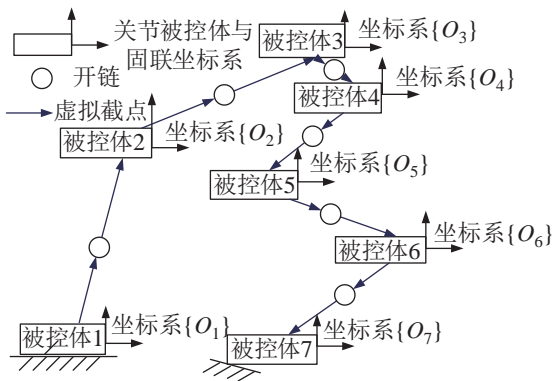 关节被控体与
固联坐标系
开链
虚拟截点
被控体3
坐标系{O3}
被控体4
坐标系{O4}
被控体2
坐标系{O2}
被控体5
坐标系{O5}
被控体6
坐标系{O6}
被控体1
坐标系{O1}
被控体7
坐标系{O7}